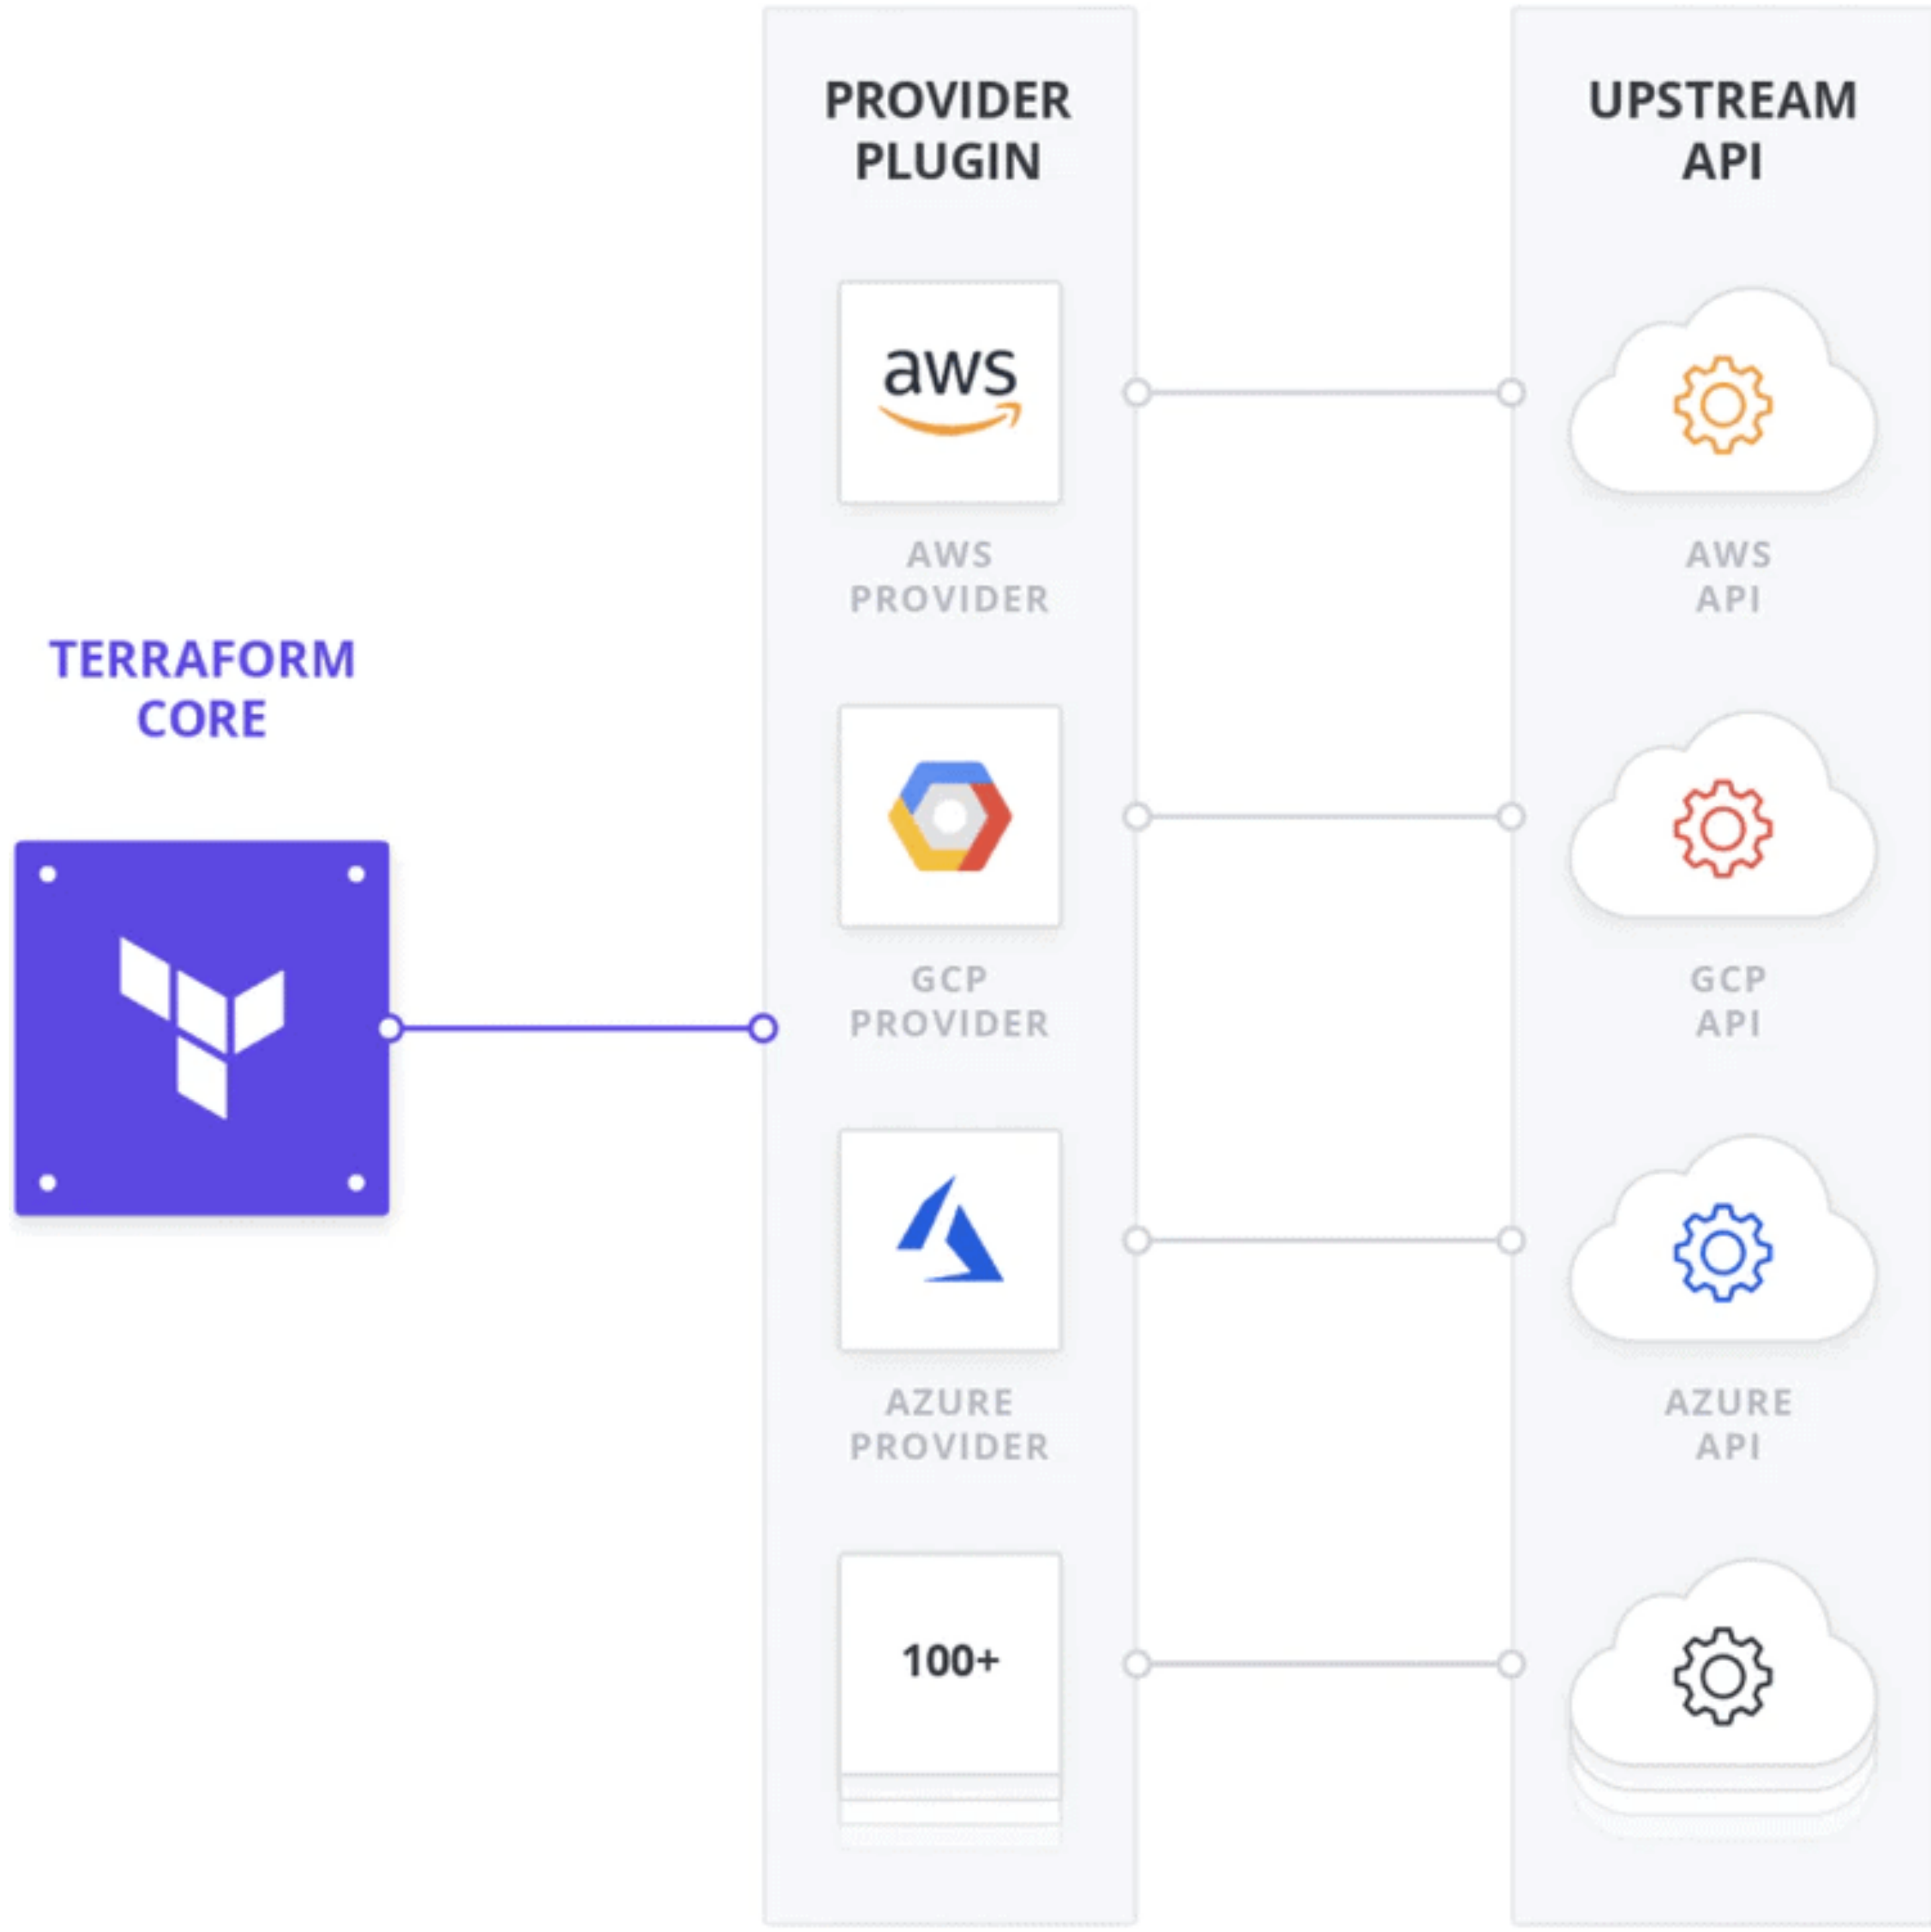 PROVIDER
PLUGIN
UPSTREAM
API
aws
AWS
PROVIDER
AWS
API
TERRAFORM
CORE
GCP
PROVIDER
GCP
API
AZURE
PROVIDER
AZURE
API
100+